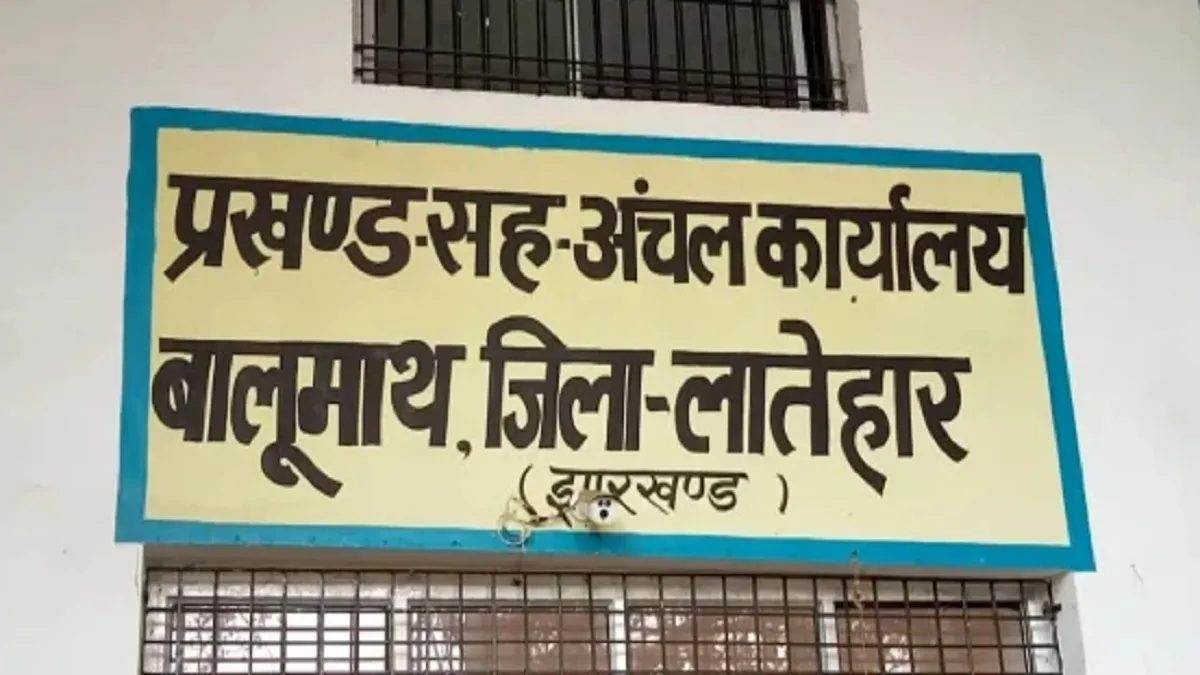 प्रखण्ड-सह-अंचल कार्यालय
बालूमाथ, जिला-लातेहार
(झारखण्ड)